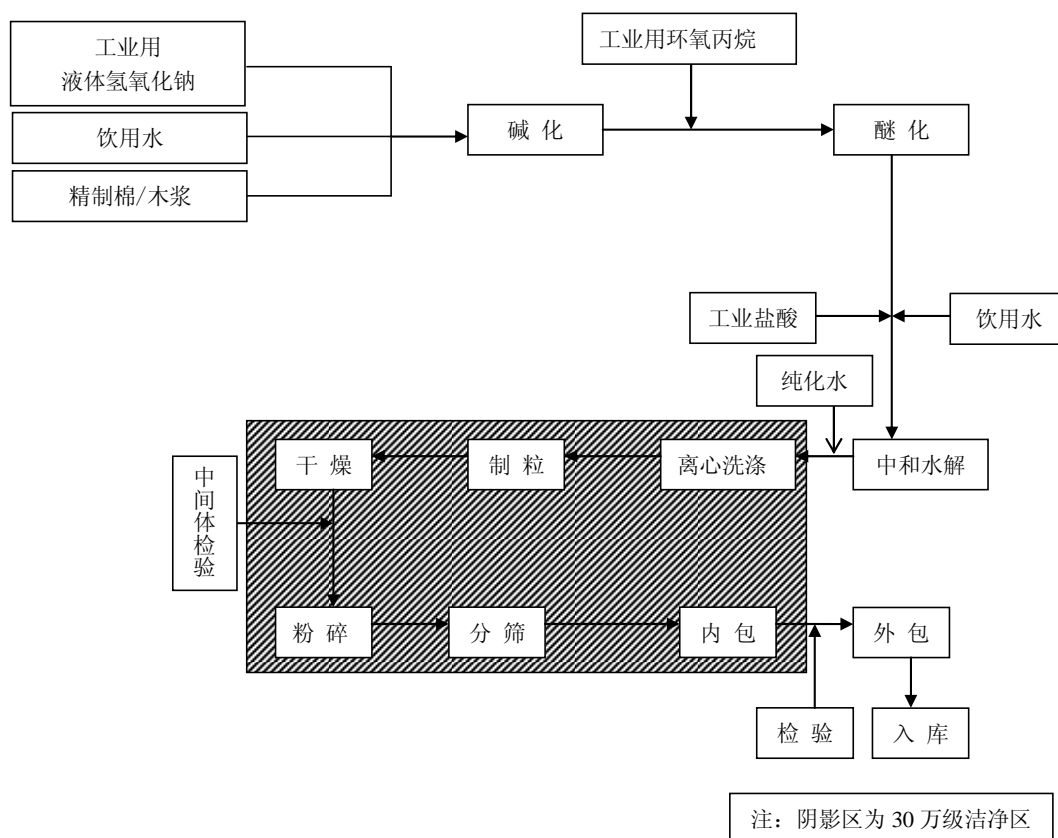 工业用
液体氢氧化钠
工业用环氧丙烷
饮用水
碱 化
醚 化
精制棉/木浆
工业盐酸
饮用水
纯化水
干 燥
制 粒
离心洗涤
中和水解
中
间
体
检
验
粉碎
分 筛
内 包
外 包
检 验
入 库
注：阴影区为 30 万级洁净区